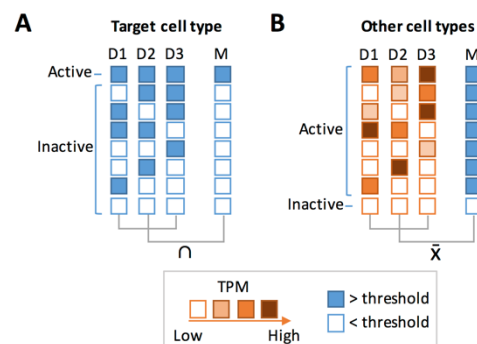 A Target cell type
D1 D2 D3 M
Active
Inactive
∩
B Other cell types
D1 D2 D3 M
Active
Inactive
x̄
TPM
Low High
> threshold
< threshold